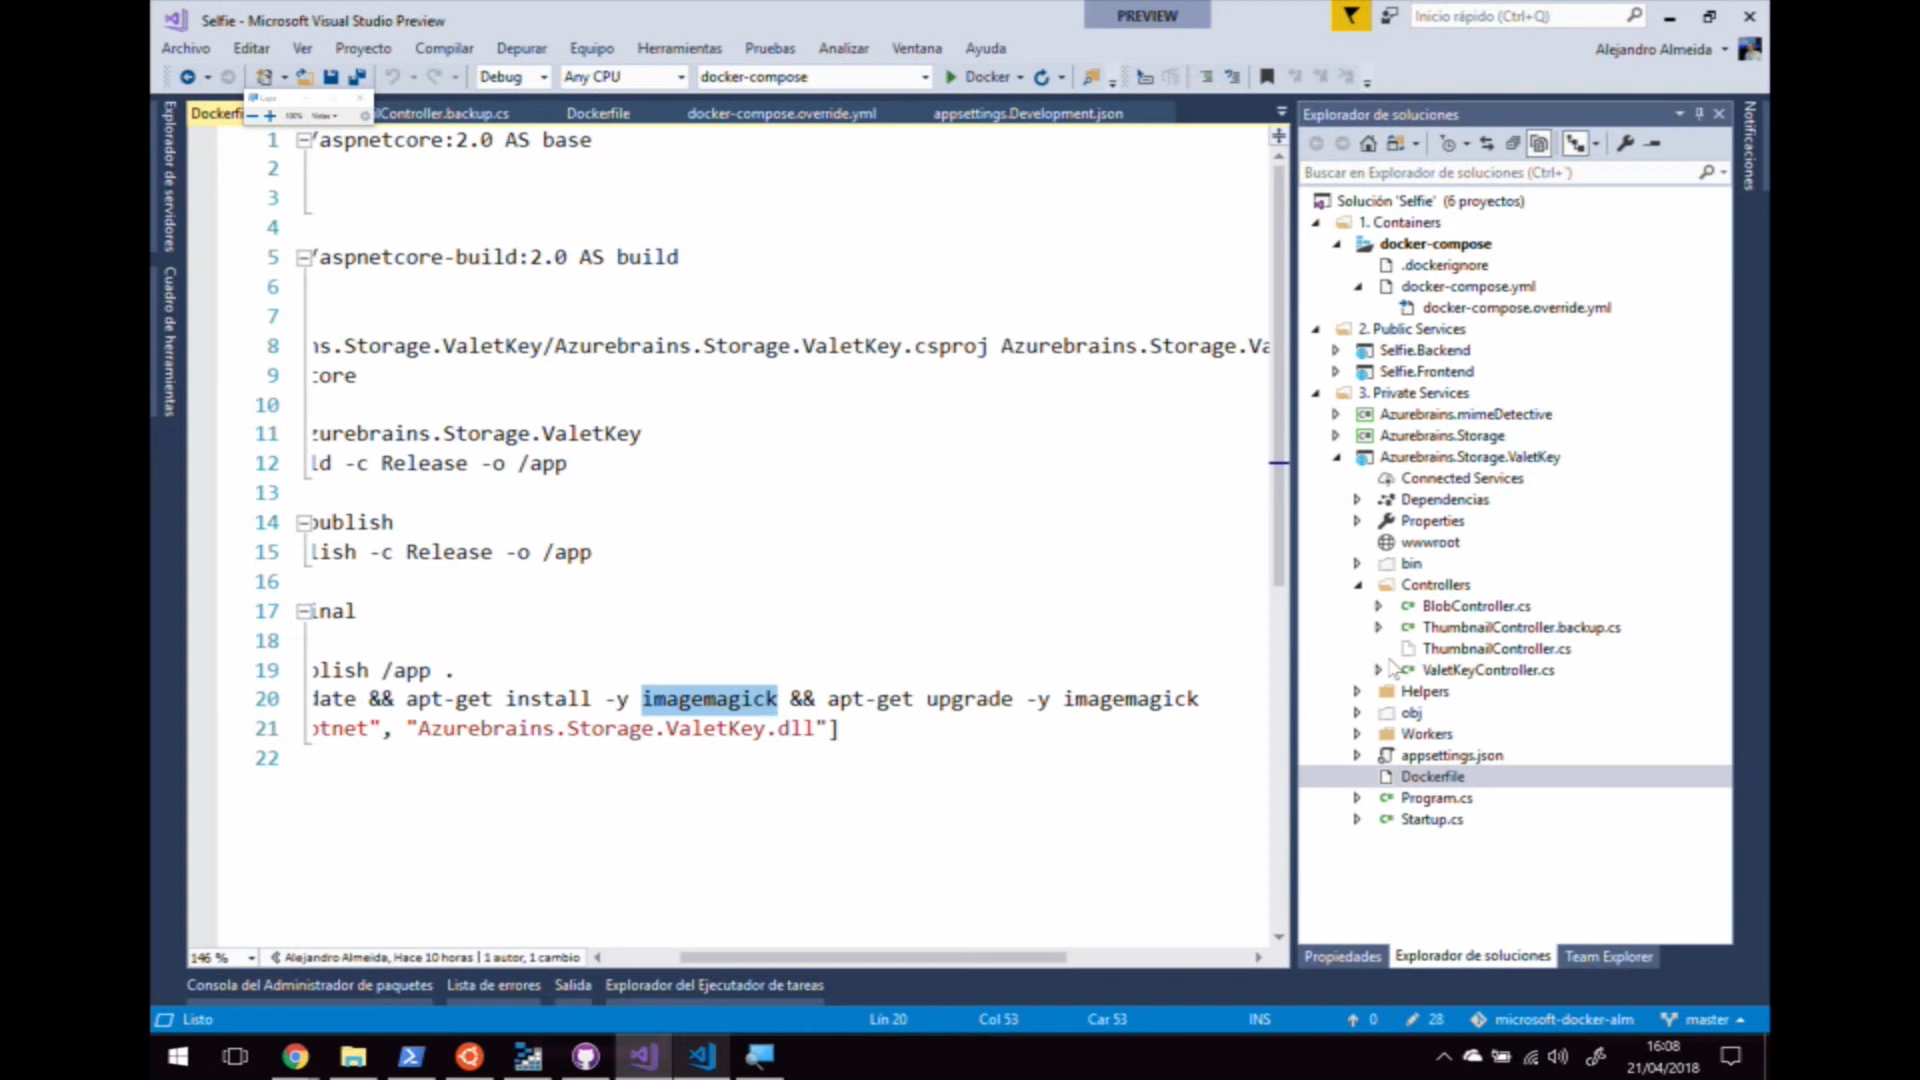 Selfie - Microsoft Visual Studio Preview
PREVIEW
Inicio rápido (Ctrl+Q)
Archivo Editar Ver Proyecto Compilar Depurar Equipo Herramientas Pruebas Analizar Ventana Ayuda
Alejandro Almeida
Debug Any CPU docker-compose Docker
100%
Dockerfi
Controller.backup.cs Dockerfile docker-compose.override.yml appsettings.Development.json
Explorador de servidores
Cuadro de herramientas
1 /aspnetcore:2.0 AS base
2
3
4
5 /aspnetcore-build:2.0 AS build
6
7
8 ns.Storage.ValetKey/Azurebrains.Storage.ValetKey.csproj Azurebrains.Storage.Va
9 core
10
11 zurebrains.Storage.ValetKey
12 ld -c Release -o /app
13
14 publish
15 lish -c Release -o /app
16
17 inal
18
19 olish /app .
20 date && apt-get install -y imagemagick && apt-get upgrade -y imagemagick
21 otnet", "Azurebrains.Storage.ValetKey.dll"]
22
146 % Alejandro Almeida, Hace 10 horas | 1 autor, 1 cambio
Explorador de soluciones
Buscar en Explorador de soluciones (Ctrl+¨)
Solución 'Selfie' (6 proyectos)
1. Containers
docker-compose
.dockerignore
docker-compose.yml
docker-compose.override.yml
2. Public Services
Selfie.Backend
Selfie.Frontend
3. Private Services
Azurebrains.mimeDetective
Azurebrains.Storage
Azurebrains.Storage.ValetKey
Connected Services
Dependencias
Properties
wwwroot
bin
Controllers
BlobController.cs
ThumbnailController.backup.cs
ThumbnailController.cs
ValetKeyController.cs
Helpers
obj
Workers
appsettings.json
Dockerfile
Program.cs
Startup.cs
Notificaciones
Propiedades Explorador de soluciones Team Explorer
Consola del Administrador de paquetes Lista de errores Salida Explorador del Ejecutador de tareas
Listo Lín 20 Col 53 Car 53 INS 0 28 microsoft-docker-alm master
16:08
21/04/2018